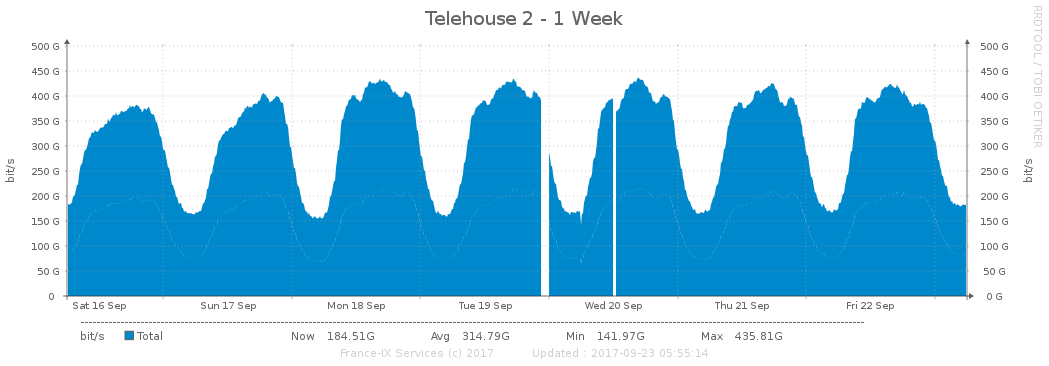 Telehouse 2 - 1 Week
RRDTOOL / TOBI OETIKER
bit/s
bit/s
500 G 500 G
450 G 450 G
400 G 400 G
350 G 350 G
300 G 300 G
250 G 250 G
200 G 200 G
150 G 150 G
100 G 100 G
50 G 50 G
0 0 G
Sat 16 Sep Sun 17 Sep Mon 18 Sep Tue 19 Sep Wed 20 Sep Thu 21 Sep Fri 22 Sep
bit/s Total Now 184.51G Avg 314.79G Min 141.97G Max 435.81G
France-IX Services (c) 2017 Updated : 2017-09-23 05:55:14